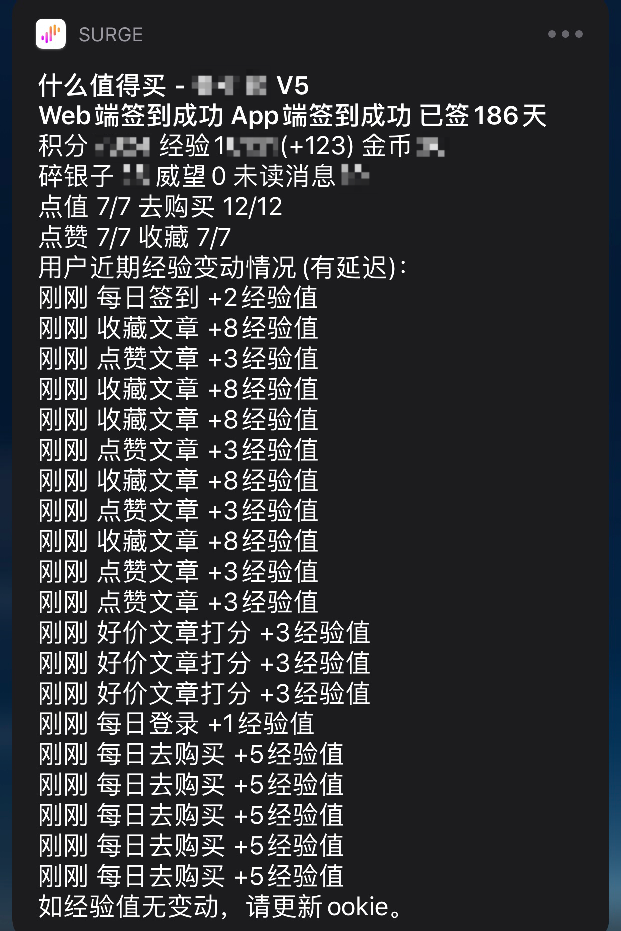 SURGE
什么值得买 - V5
Web端签到成功 App端签到成功 已签186天
积分 经验1 (+123) 金币
碎银子 威望0 未读消息
点值 7/7 去购买 12/12
点赞 7/7 收藏 7/7
用户近期经验变动情况 (有延迟)：
刚刚 每日签到 +2经验值
刚刚 收藏文章 +8经验值
刚刚 点赞文章 +3经验值
刚刚 收藏文章 +8经验值
刚刚 收藏文章 +8经验值
刚刚 点赞文章 +3经验值
刚刚 收藏文章 +8经验值
刚刚 点赞文章 +3经验值
刚刚 收藏文章 +8经验值
刚刚 点赞文章 +3经验值
刚刚 点赞文章 +3经验值
刚刚 好价文章打分 +3经验值
刚刚 好价文章打分 +3经验值
刚刚 好价文章打分 +3经验值
刚刚 每日登录 +1经验值
刚刚 每日去购买 +5经验值
刚刚 每日去购买 +5经验值
刚刚 每日去购买 +5经验值
刚刚 每日去购买 +5经验值
刚刚 每日去购买 +5经验值
如经验值无变动，请更新ookie。